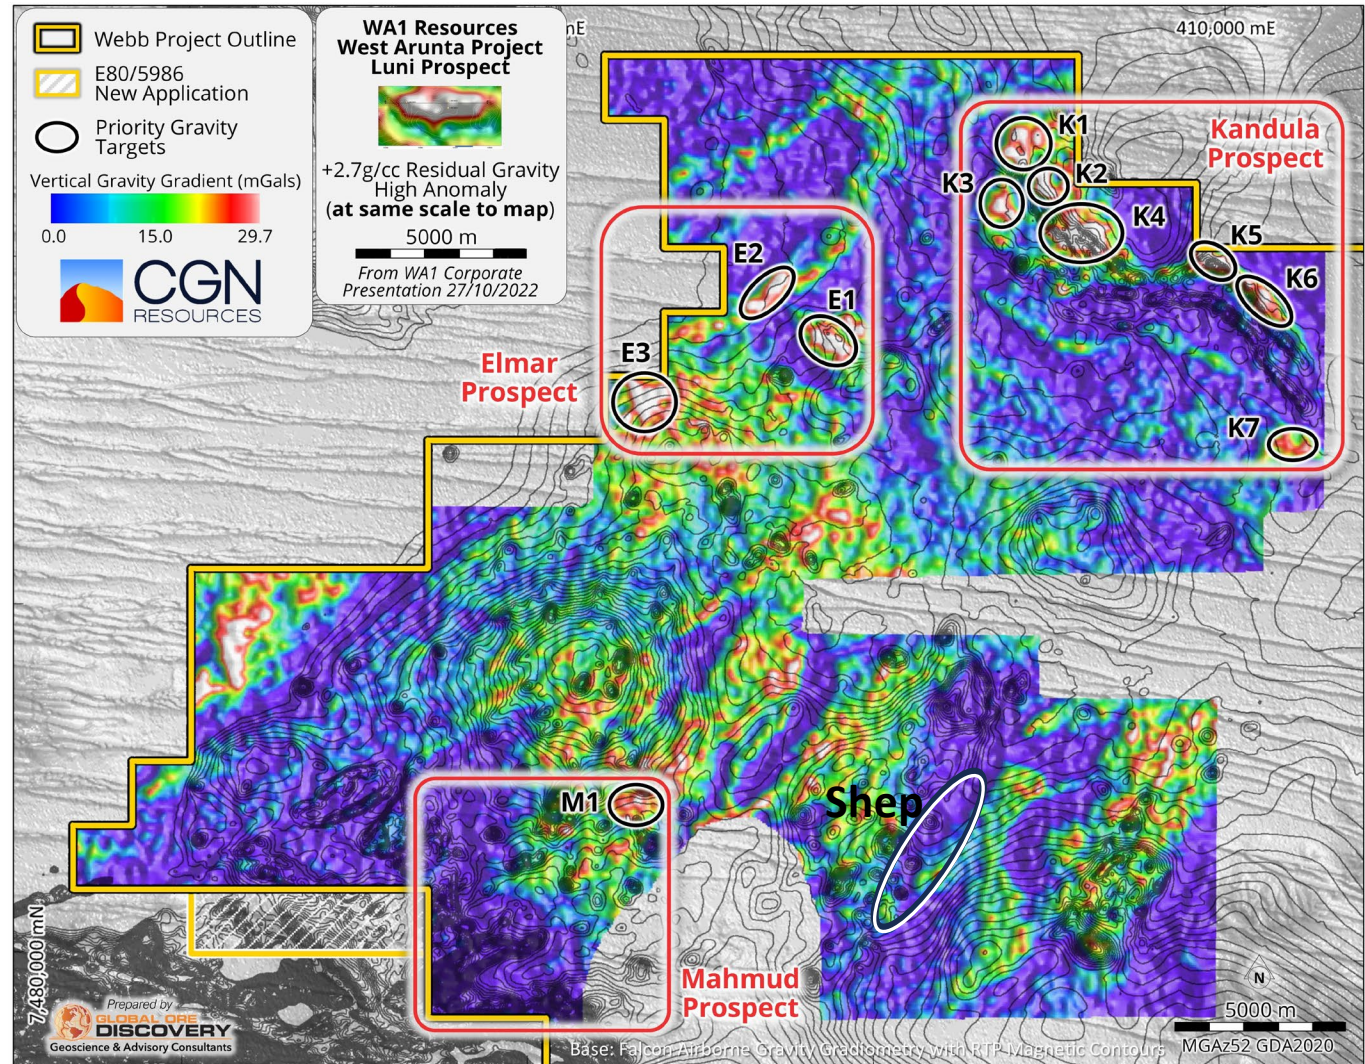 Webb Project Outline
E80/5986
New Application
Priority Gravity
Targets
Vertical Gravity Gradient (mGals)
0.0 15.0 29.7
CGN
RESOURCES
WA1 Resources
West Arunta Project
Luni Prospect
+2.7g/cc Residual Gravity
High Anomaly
(at same scale to map)
5000 m
From WA1 Corporate
Presentation 27/10/2022
mE
410,000 mE
Kandula
Prospect
K1
K2
K3
K4
K5
K6
K7
E2
E1
E3
Elmar
Prospect
M1
Shep
Mahmud
Prospect
7,480,000 mN
Prepared by
GLOBAL ORE
DISCOVERY
Geoscience & Advisory Consultants
N
5000 m
MGAz52 GDA2020
Base: Falcon Airborne Gravity Gradiometry with RTP Magnetic Contours